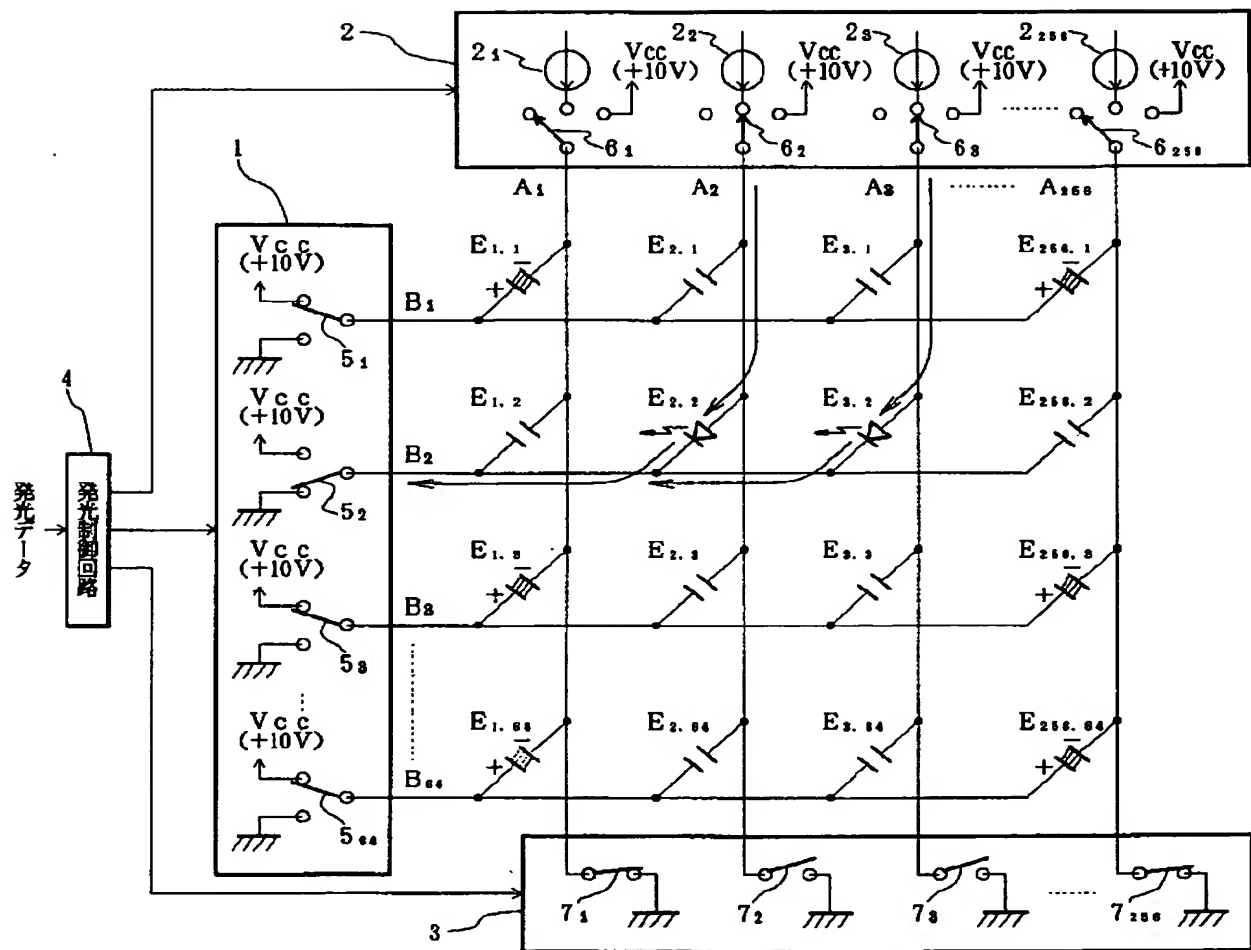 2
2₁
2₂
2₃
2₂₅₆
Vcc
(+10V)
Vcc
(+10V)
Vcc
(+10V)
Vcc
(+10V)
6₁
6₂
6₃
6₂₅₆
1
A₁
A₂
A₃
A₂₅₆
Vcc
(+10V)
B₁
5₁
E₁.₁
E₂.₁
E₃.₁
E₂₅₆.₁
+ −
+ −
4
発光データ
発光制御回路
Vcc
(+10V)
B₂
5₂
E₁.₂
E₂.₂
E₃.₂
E₂₅₆.₂
Vcc
(+10V)
B₃
5₃
E₁.₃
E₂.₃
E₃.₃
E₂₅₆.₃
+ −
+ −
Vcc
(+10V)
B₆₄
5₆₄
E₁.₆₄
E₂.₆₄
E₃.₆₄
E₂₅₆.₆₄
+ −
+ −
3
7₁
7₂
7₃
7₂₅₆